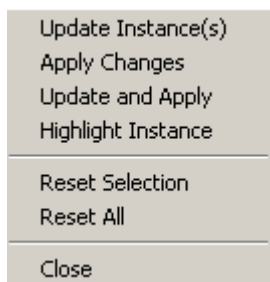 Update Instance(s)
Apply Changes
Update and Apply
Highlight Instance
Reset Selection
Reset All
Close